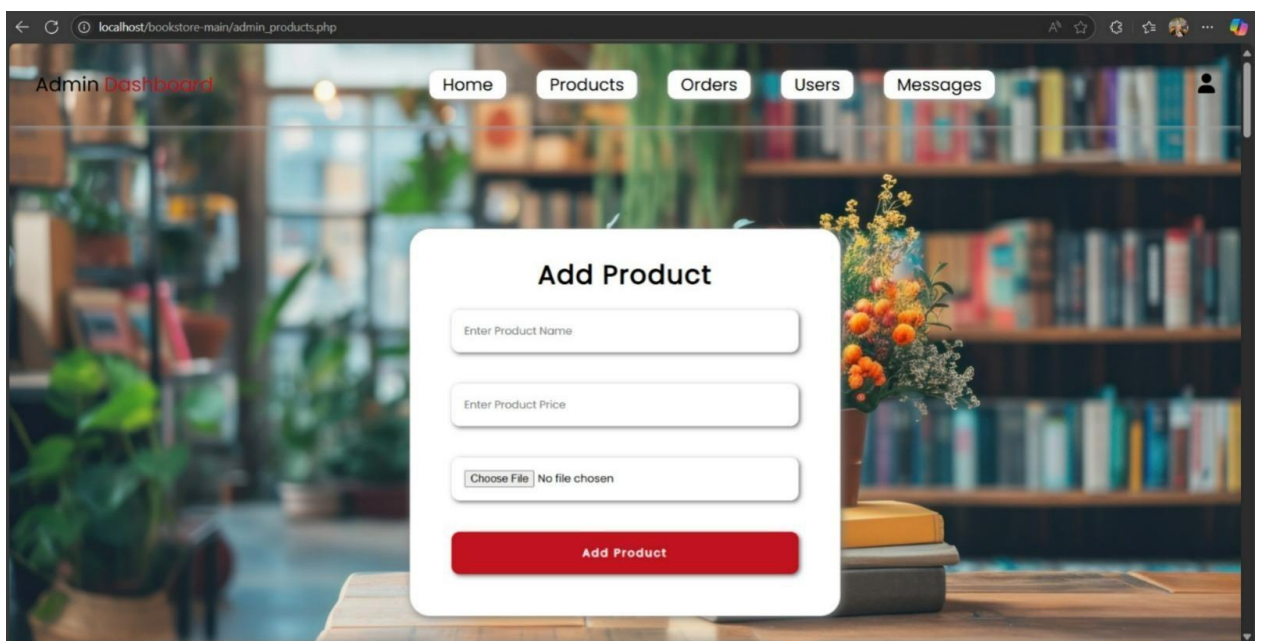 localhost/bookstore-main/admin_products.php
Admin Dashboard
Home Products Orders Users Messages
Add Product
Enter Product Name
Enter Product Price
Choose File No file chosen
Add Product